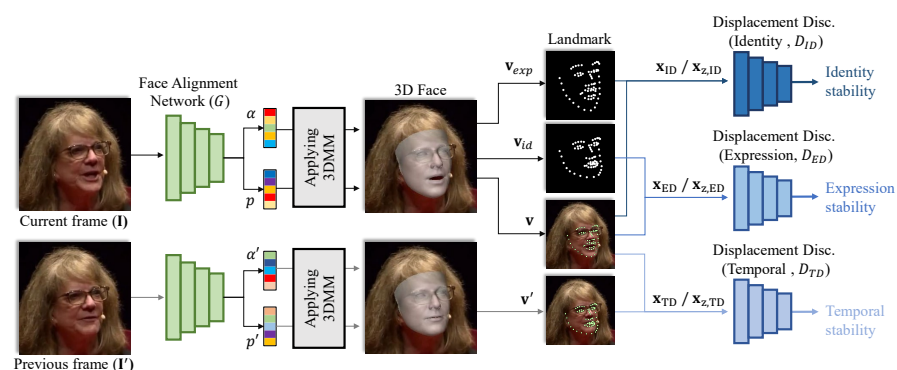 Face Alignment
Network (G)
α
p
Applying
3DMM
3D Face
Landmark
𝐯exp
𝐯id
𝐯
Current frame (I)
α′
p′
Applying
3DMM
𝐯′
Previous frame (I′)
Displacement Disc.
(Identity , D_ID)
x_ID / x_z,ID
Identity
stability
Displacement Disc.
(Expression, D_ED)
x_ED / x_z,ED
Expression
stability
Displacement Disc.
(Temporal , D_TD)
x_TD / x_z,TD
Temporal
stability